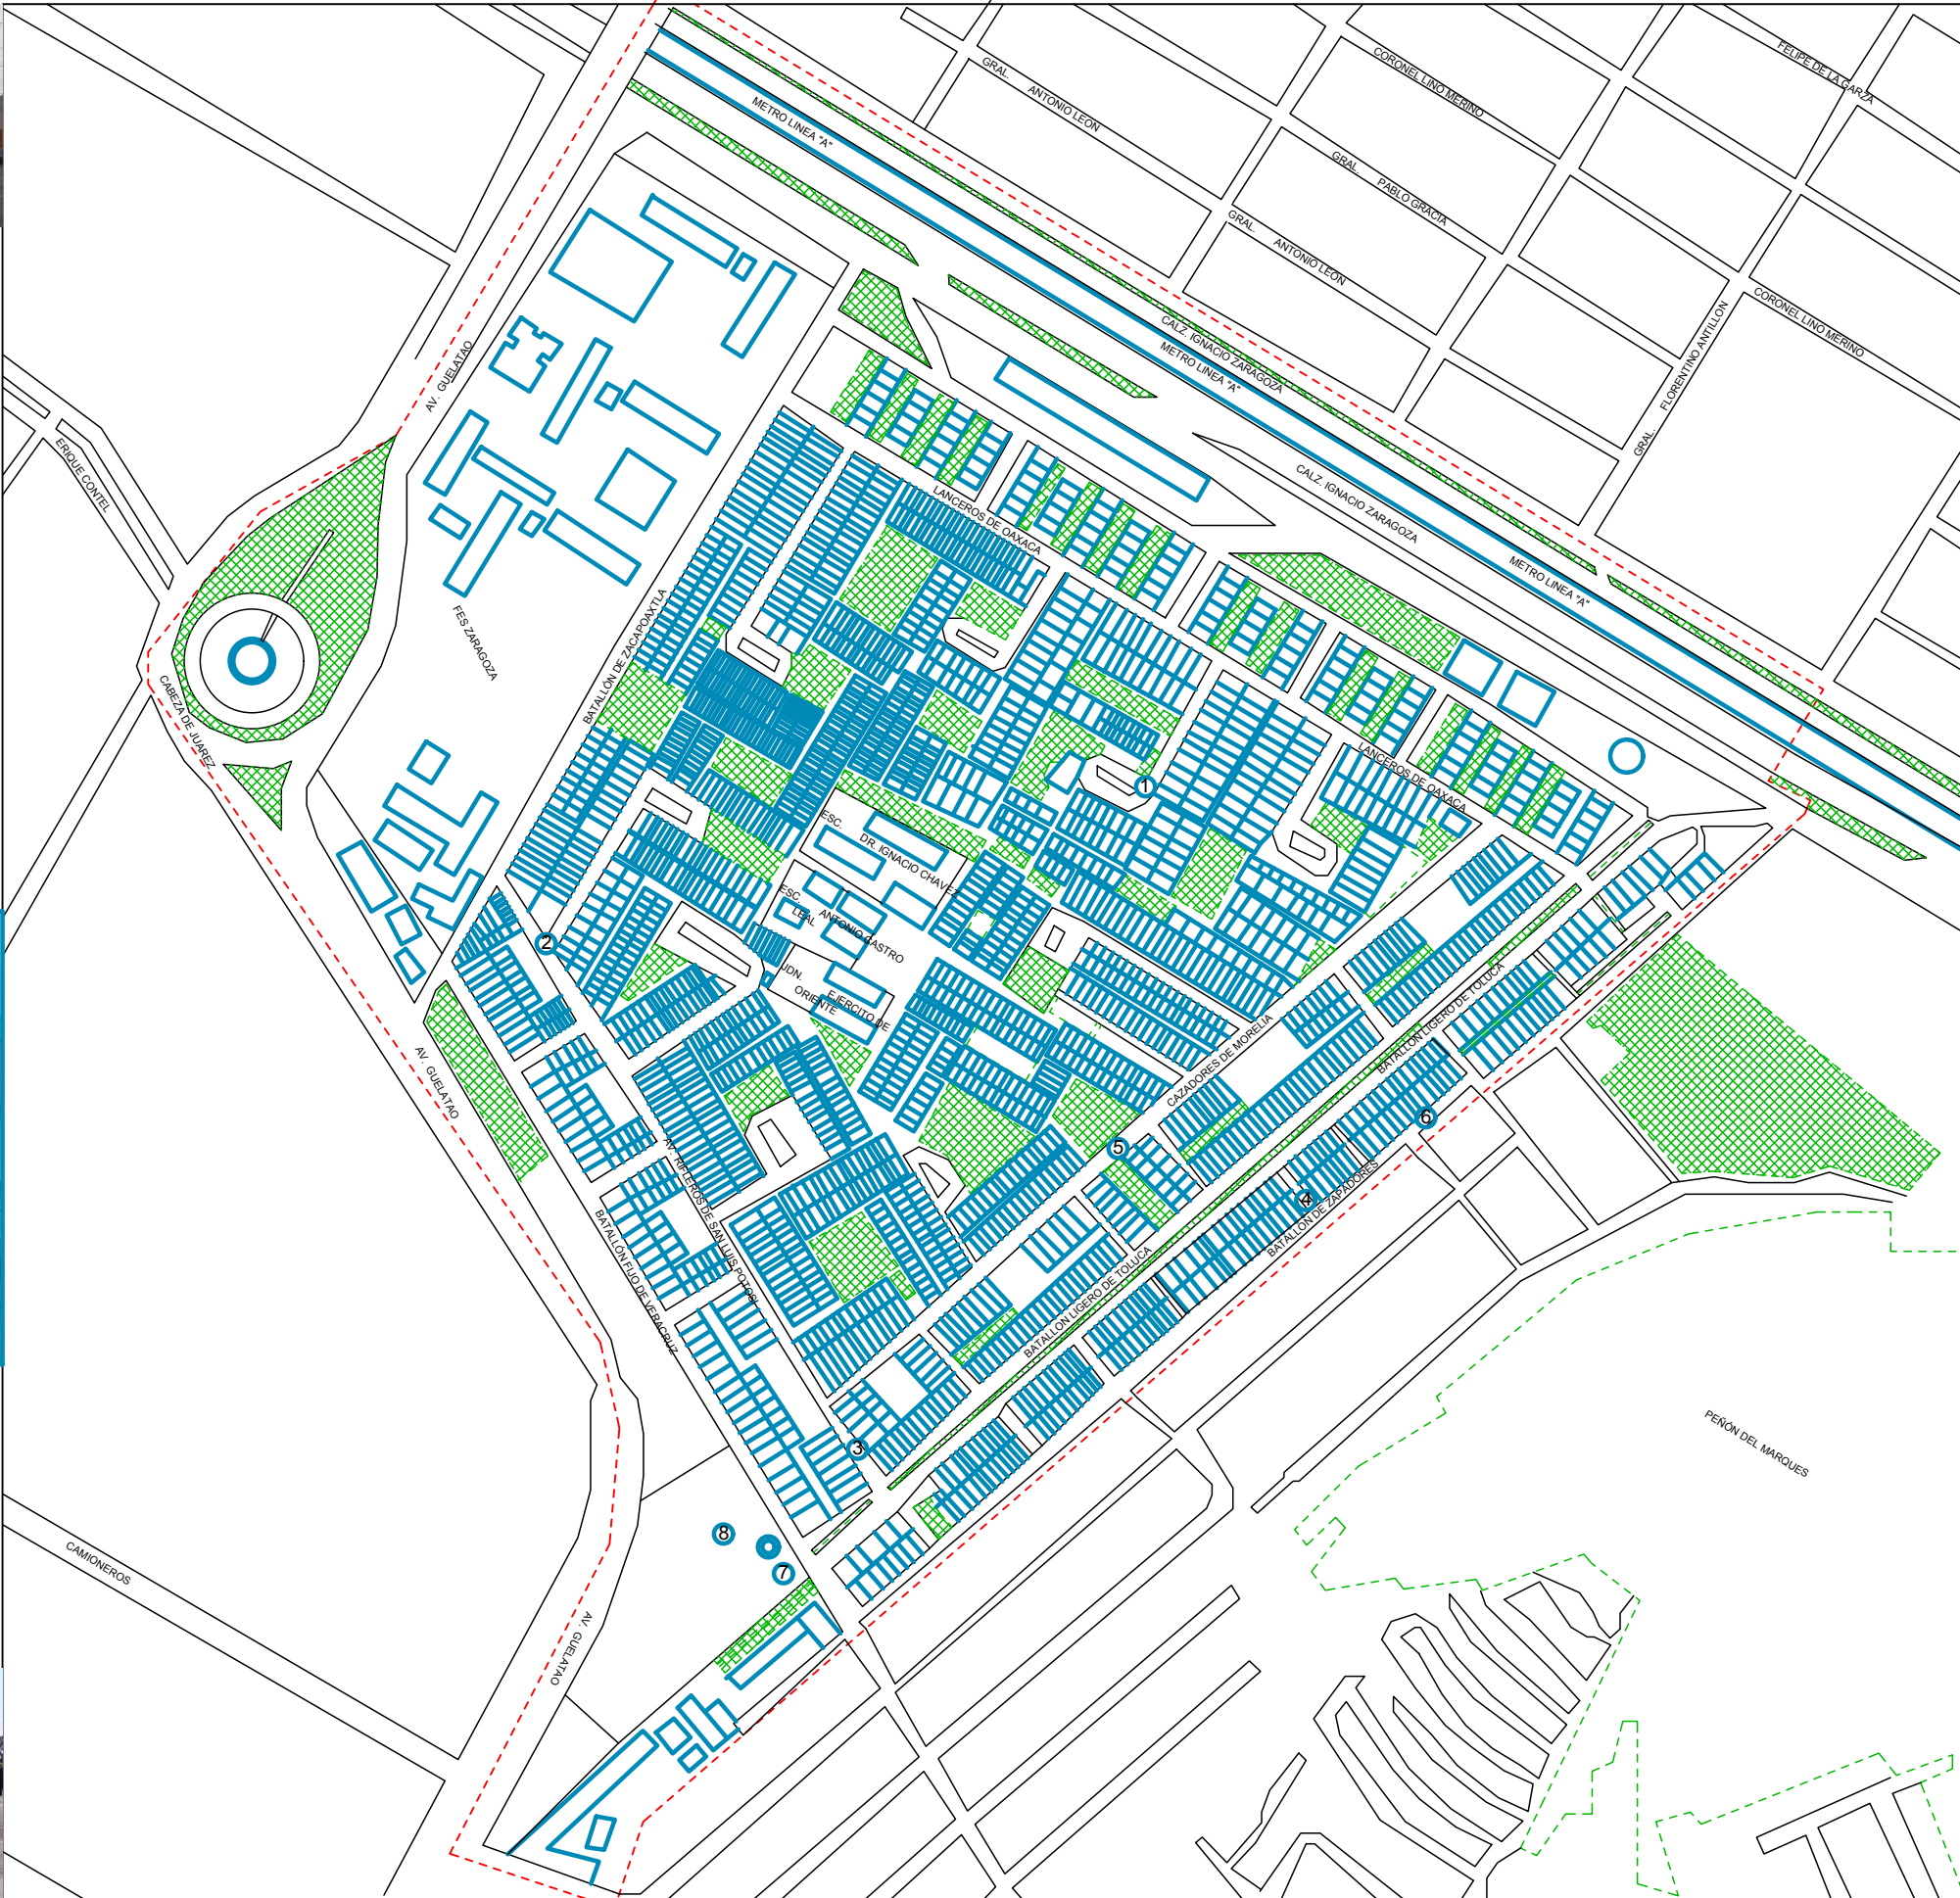 FELIPE DE LA GARZA
CORONEL LINO MERINO
GRAL.
ANTONIO LEON
METRO LINEA "A"
GRAL.
PABLO GRACIA
GRAL.
ANTONIO LEON
CORONEL LINO MERINO
CALZ. IGNACIO ZARAGOZA
METRO LINEA "A"
AV. GUELATAO
GRAL.
FLORENTINO ANTILLON
ERIQUE CONTEL
LANCEROS DE OAXACA
CALZ. IGNACIO ZARAGOZA
METRO LINEA "A"
FES ZARAGOZA
BATALLÓN DE ZACAPOAXTLA
CABEZA DE JUAREZ
LANCEROS DE OAXACA
1
ESC.
DR. IGNACIO CHAVEZ
ESC.
LEAL
ANTONIO CASTRO
2
JDN.
ORIENTE
EJERCITO DE
BATALLON LIGERO DE TOLUCA
CAZADORES DE MORELIA
AV. GUELATAO
6
5
AV. RIFLEROS DE SAN LUIS POTOSI
4
BATALLON DE ZAPADORES
BATALLÓN FIJO DE VERACRUZ
BATALLON LIGERO DE TOLUCA
PEÑÓN DEL MARQUES
3
8
7
CAMIONEROS
AV. GUELATAO